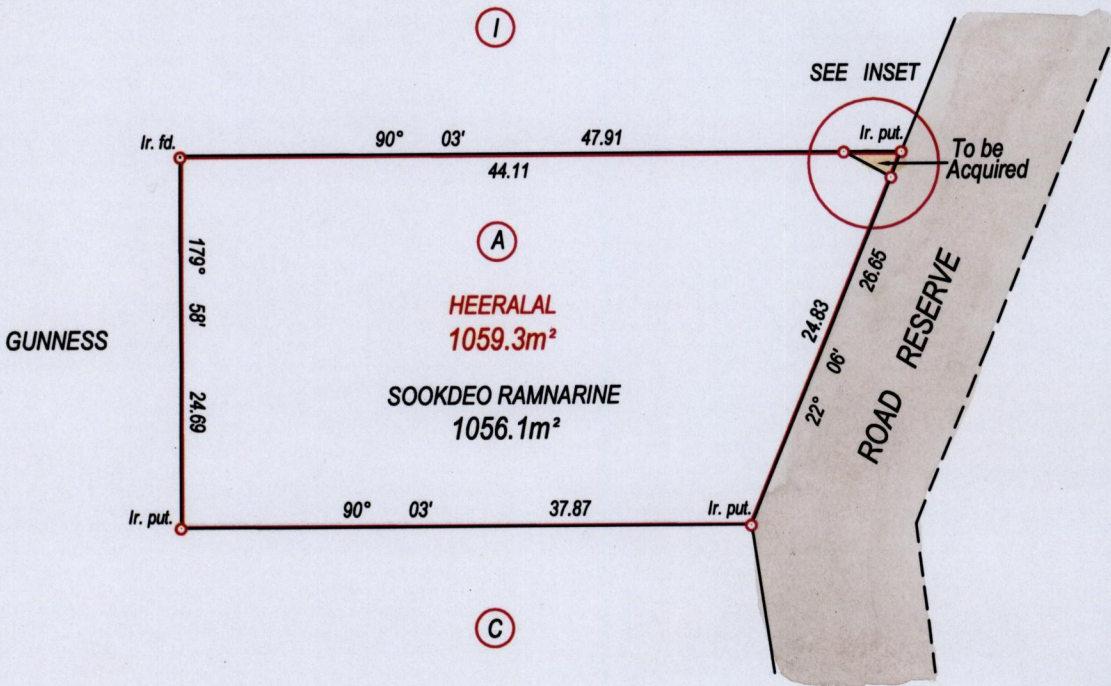 I
SEE INSET
Ir. fd.
90° 03' 47.91
Ir. put.
44.11
To be
Acquired
A
179° 58' 24.69
HEERALAL
1059.3m²
GUNNESS
SOOKDEO RAMNARINE
1056.1m²
26.65
24.83
22° 06'
ROAD RESERVE
Ir. put.
90° 03' 37.87
Ir. put.
C